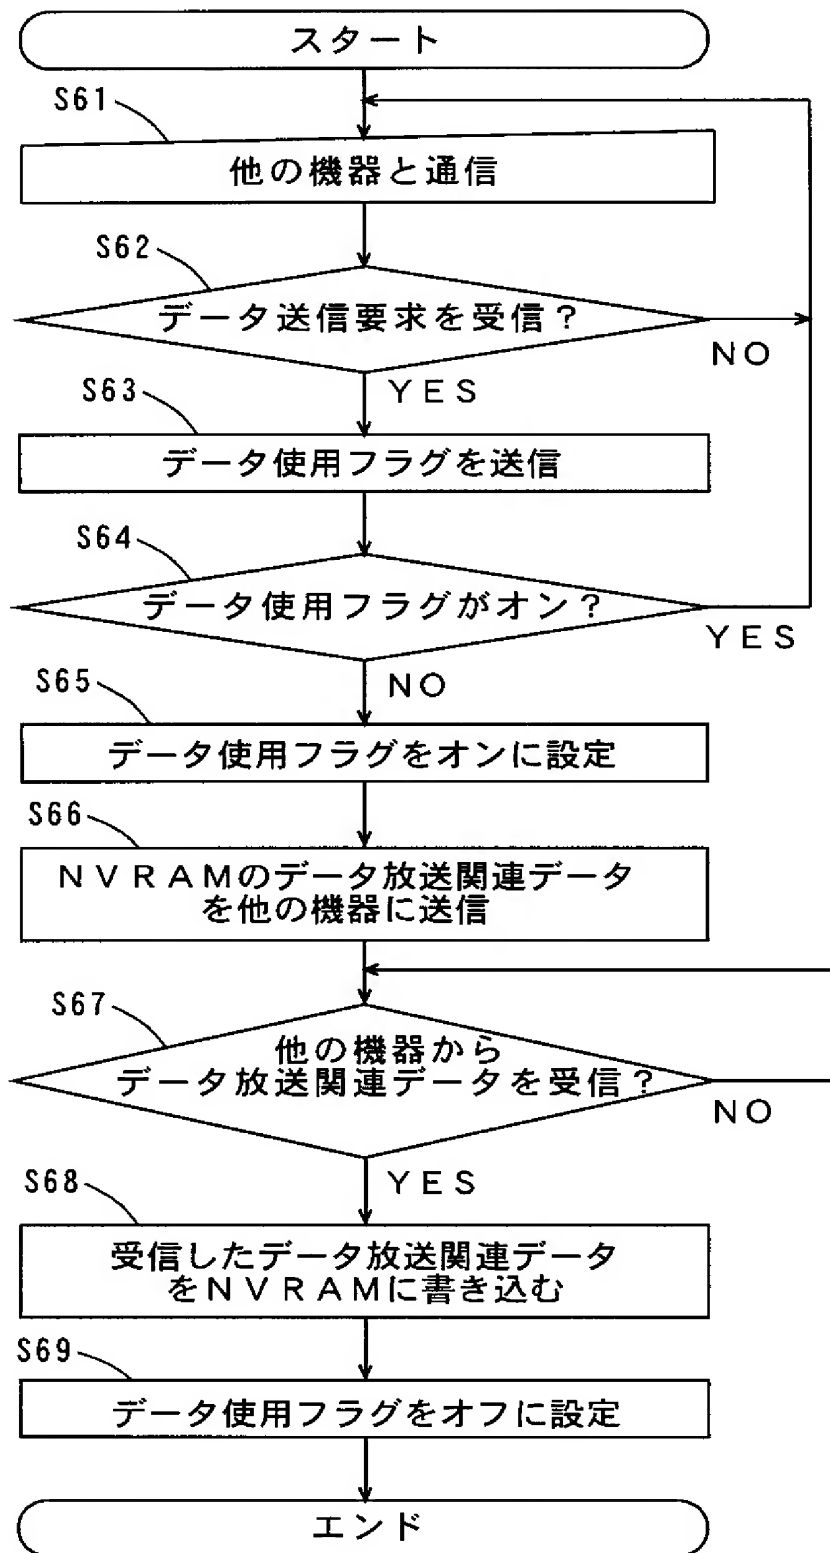 スタート
S61
他の機器と通信
S62
データ送信要求を受信?
NO
YES
S63
データ使用フラグを送信
S64
データ使用フラグがオン?
YES
NO
S65
データ使用フラグをオンに設定
S66
NVRAMのデータ放送関連データ
を他の機器に送信
S67
他の機器から
データ放送関連データを受信?
NO
YES
S68
受信したデータ放送関連データ
をNVRAMに書き込む
S69
データ使用フラグをオフに設定
エンド